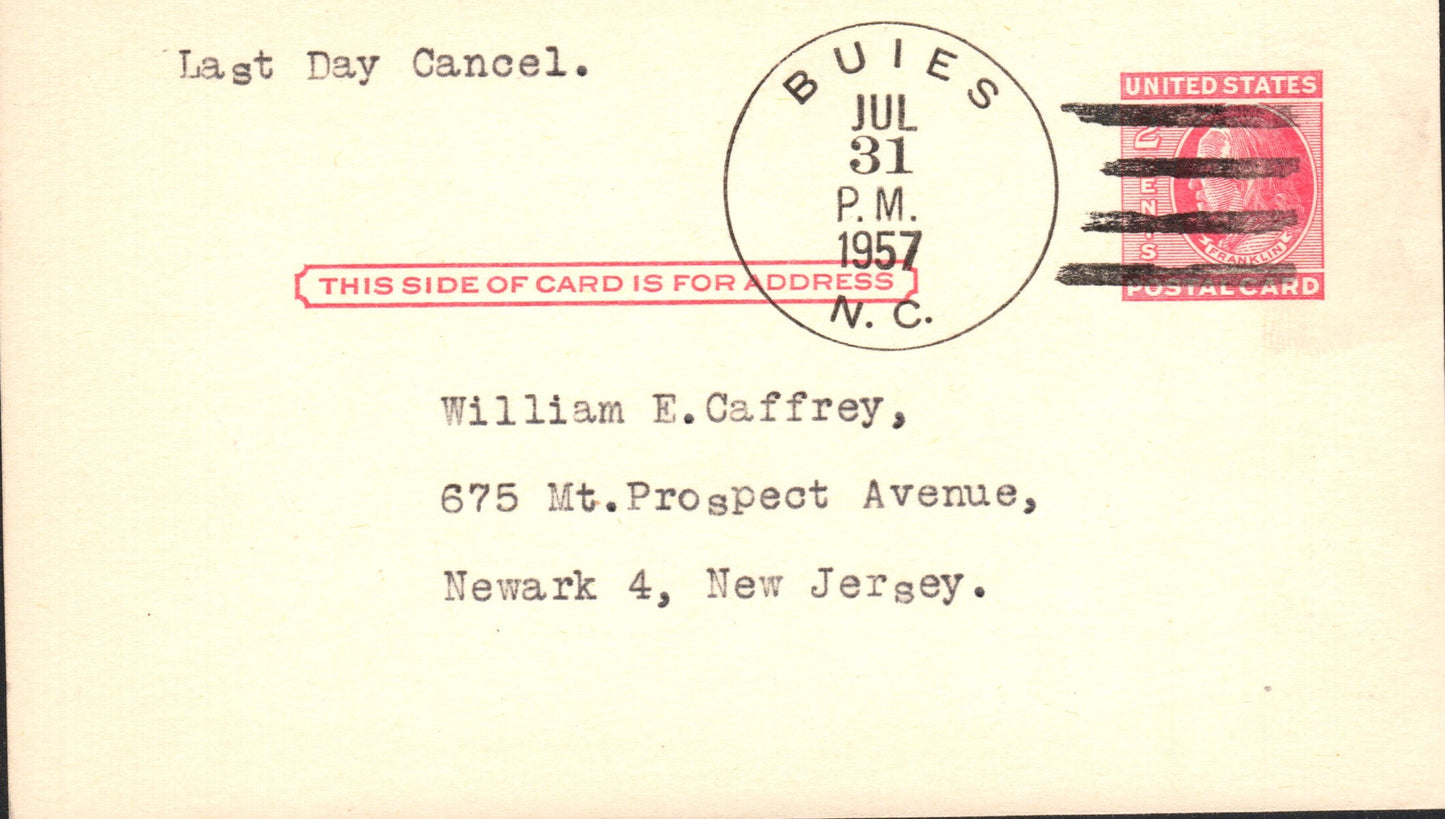 Last Day Cancel.
BUIES
JUL
31
P.M.
1957
N. C.
UNITED STATES
2 CENTS
FRANKLIN
POSTAL CARD
THIS SIDE OF CARD IS FOR ADDRESS
William E.Caffrey,
675 Mt.Prospect Avenue,
Newark 4, New Jersey.